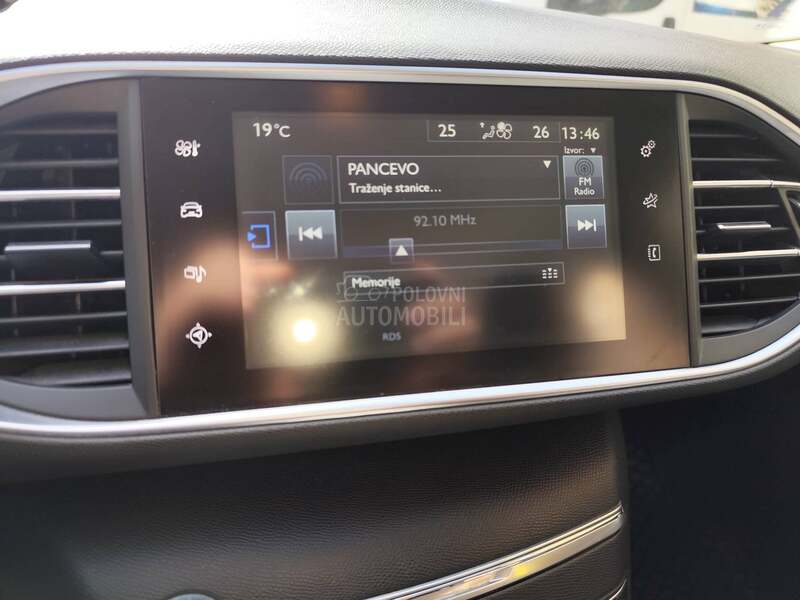 19°C 25 26 13:46
Izvor: ▼
PANCEVO ▼
Traženje stanice...
FM
Radio
92.10 MHz
Memorije
POLOVNI
AUTOMOBILI
RDS